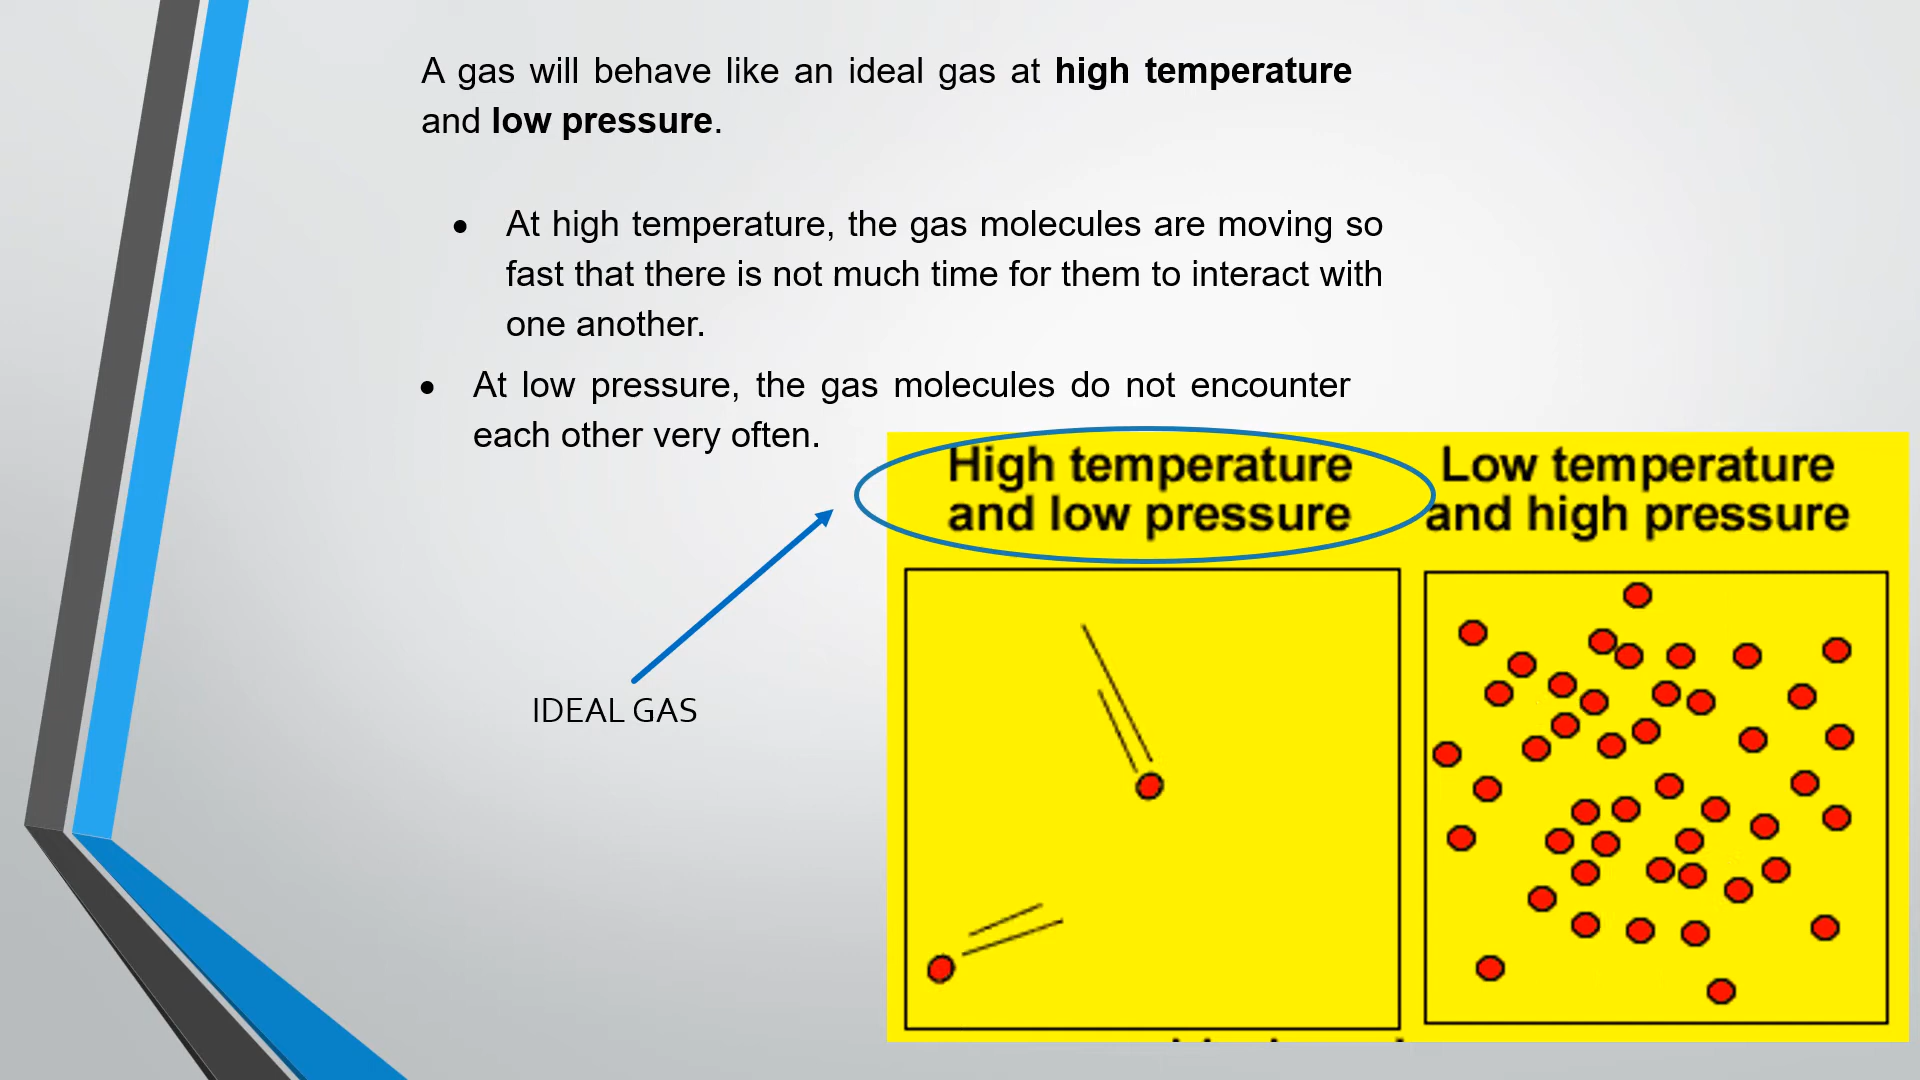 A gas will behave like an ideal gas at high temperature
and low pressure.
● At high temperature, the gas molecules are moving so
fast that there is not much time for them to interact with
one another.
● At low pressure, the gas molecules do not encounter
each other very often.
High temperature
and low pressure
Low temperature
and high pressure
IDEAL GAS